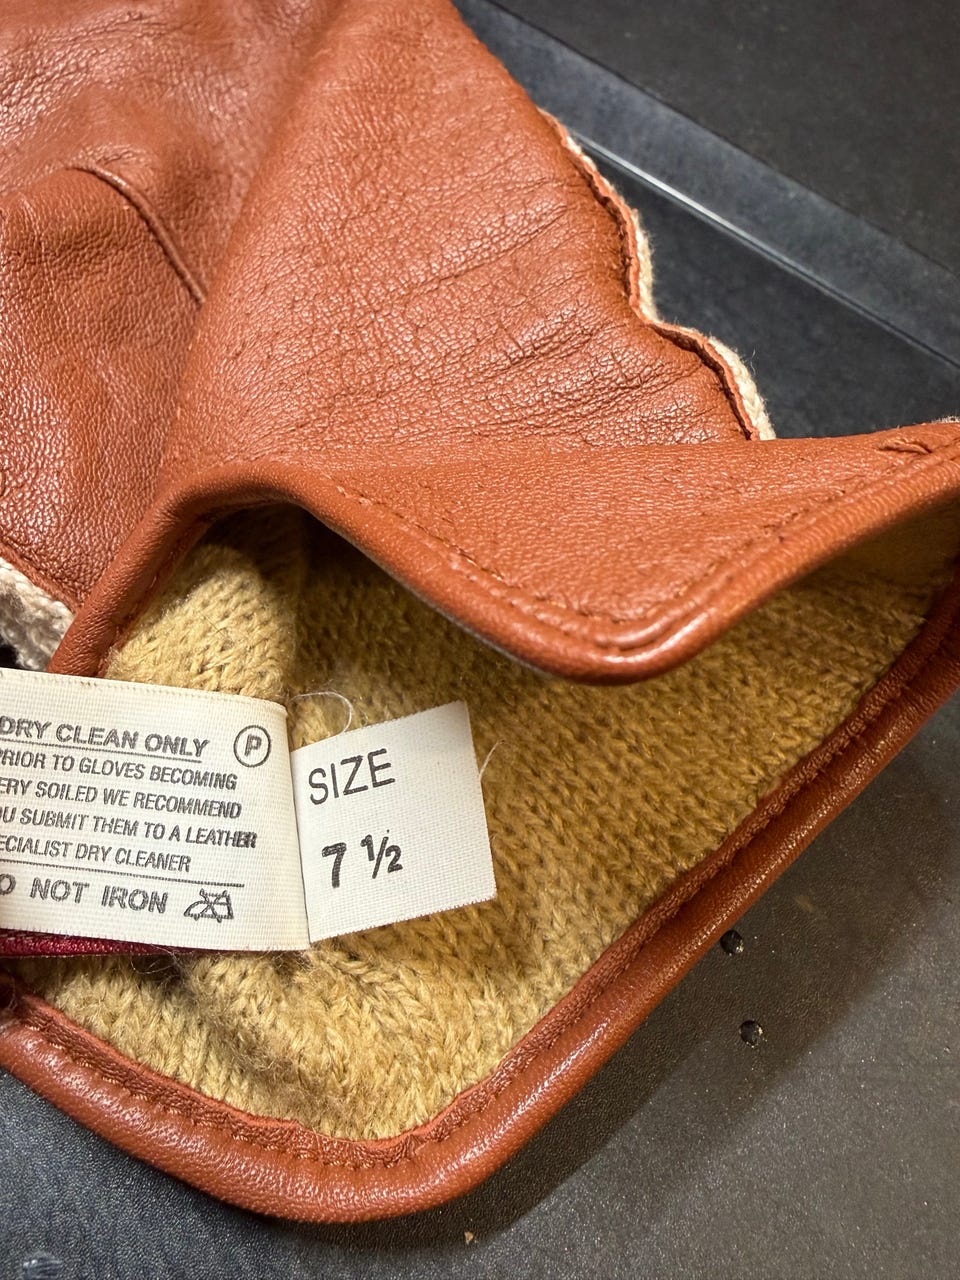 DRY CLEAN ONLY Ⓟ
PRIOR TO GLOVES BECOMING
SOILED WE RECOMMEND
SUBMIT THEM TO A LEATHER
DRY CLEANER
NOT IRON
SIZE
7 ½